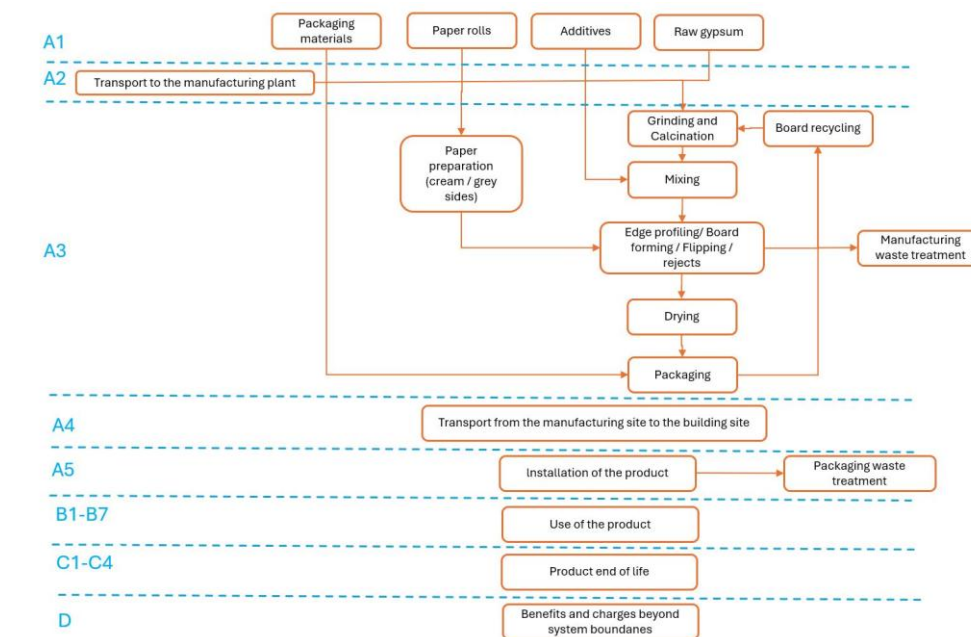 A1
Packaging
materials
Paper rolls
Additives
Raw gypsum
A2
Transport to the manufacturing plant
A3
Grinding and
Calcination
Board recycling
Paper
preparation
(cream / grey
sides)
Mixing
Edge profiling/ Board
forming / Flipping /
rejects
Manufacturing
waste treatment
Drying
Packaging
A4
Transport from the manufacturing site to the building site
A5
Installation of the product
Packaging waste
treatment
B1-B7
Use of the product
C1-C4
Product end of life
D
Benefits and charges beyond
system boundanes